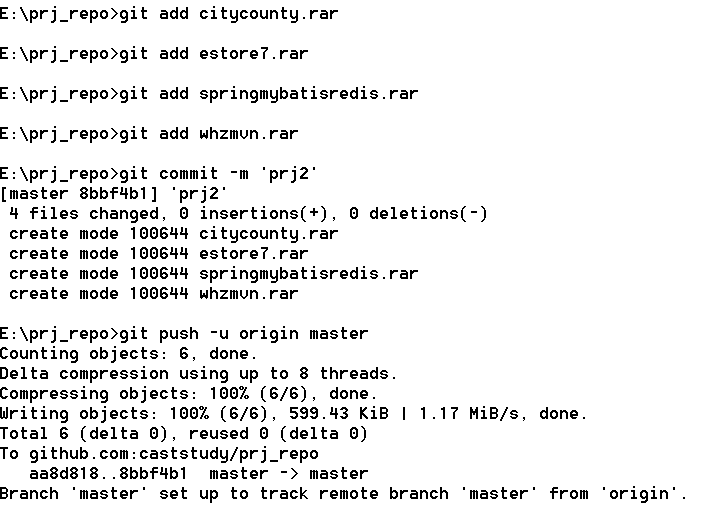 E:\prj_repo>git add citycounty.rar
E:\prj_repo>git add estore7.rar
E:\prj_repo>git add springmybatisredis.rar
E:\prj_repo>git add whzmvn.rar
E:\prj_repo>git commit -m 'prj2'
[master 8bbf4b1] 'prj2'
 4 files changed, 0 insertions(+), 0 deletions(-)
 create mode 100644 citycounty.rar
 create mode 100644 estore7.rar
 create mode 100644 springmybatisredis.rar
 create mode 100644 whzmvn.rar
E:\prj_repo>git push -u origin master
Counting objects: 6, done.
Delta compression using up to 8 threads.
Compressing objects: 100% (6/6), done.
Writing objects: 100% (6/6), 599.43 KiB | 1.17 MiB/s, done.
Total 6 (delta 0), reused 0 (delta 0)
To github.com:caststudy/prj_repo
   aa8d818..8bbf4b1  master -> master
Branch 'master' set up to track remote branch 'master' from 'origin'.